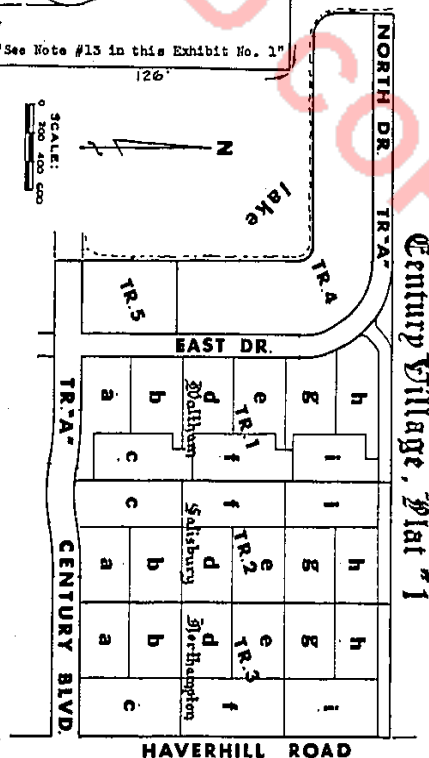 "See Note #13 in this Exhibit No. 1"
126'
Century Village, Plat #1
NORTH DR. TR."A"
N
SCALE:
0 200 400 600
lake
TR.4
TR.5
EAST DR.
h
g
e
d
b
a
TR.1
Waltham
i
f
c
i
f
c
Salisbury
TR.2
h
g
e
d
b
a
h
g
e
d
b
a
TR.3
Northampton
i
f
c
TR."A" CENTURY BLVD.
HAVERHILL ROAD
COP